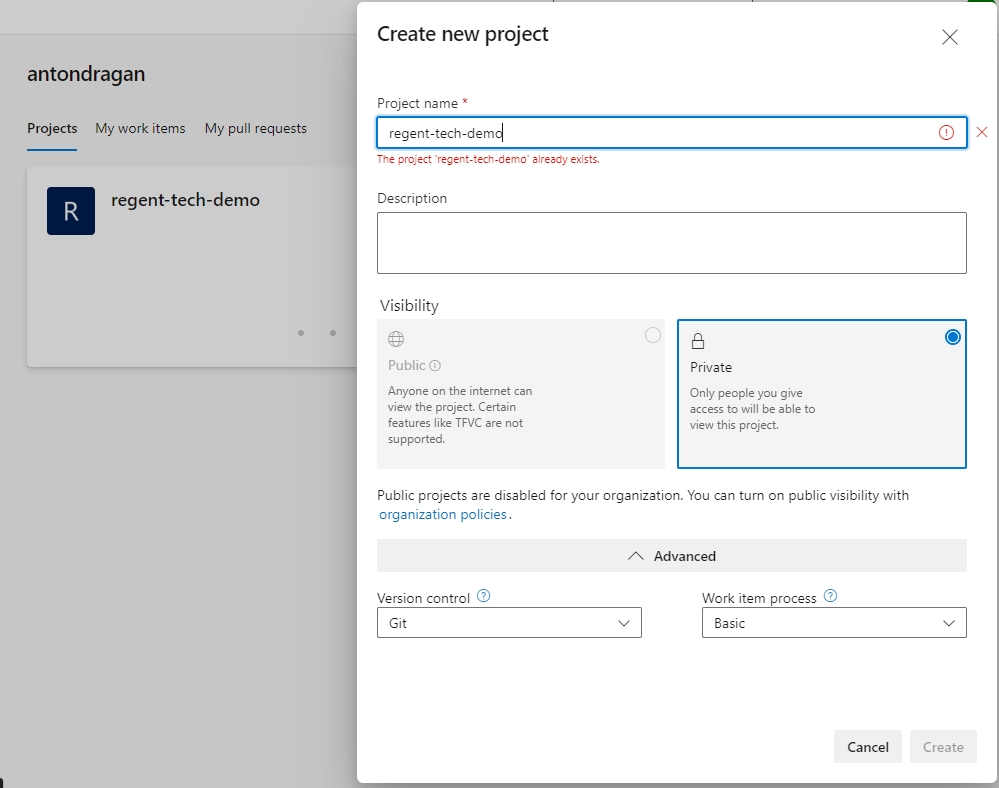 antondragan
Projects My work items My pull requests
R
regent-tech-demo
Create new project
Project name *
regent-tech-demo
The project 'regent-tech-demo' already exists.
Description
Visibility
Public
Anyone on the internet can
view the project. Certain
features like TFVC are not
supported.
Private
Only people you give
access to will be able to
view this project.
Public projects are disabled for your organization. You can turn on public visibility with
organization policies.
Advanced
Version control
Git
Work item process
Basic
Cancel Create